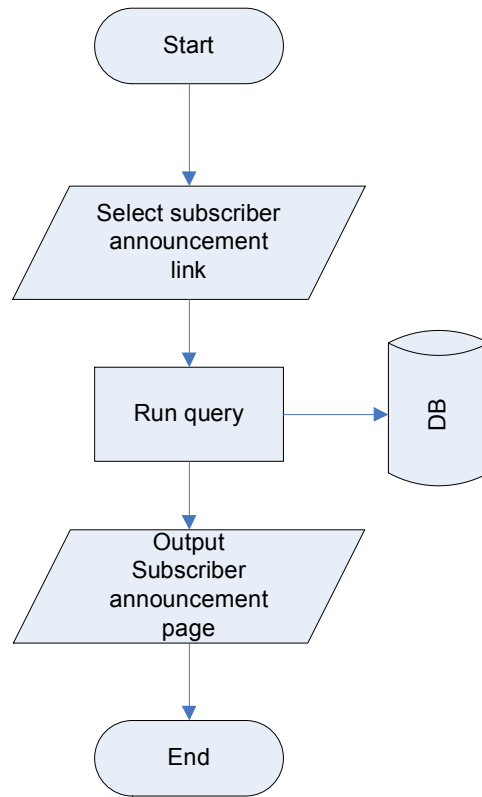 Start
Select subscriber
announcement
link
Run query
DB
Output
Subscriber
announcement
page
End